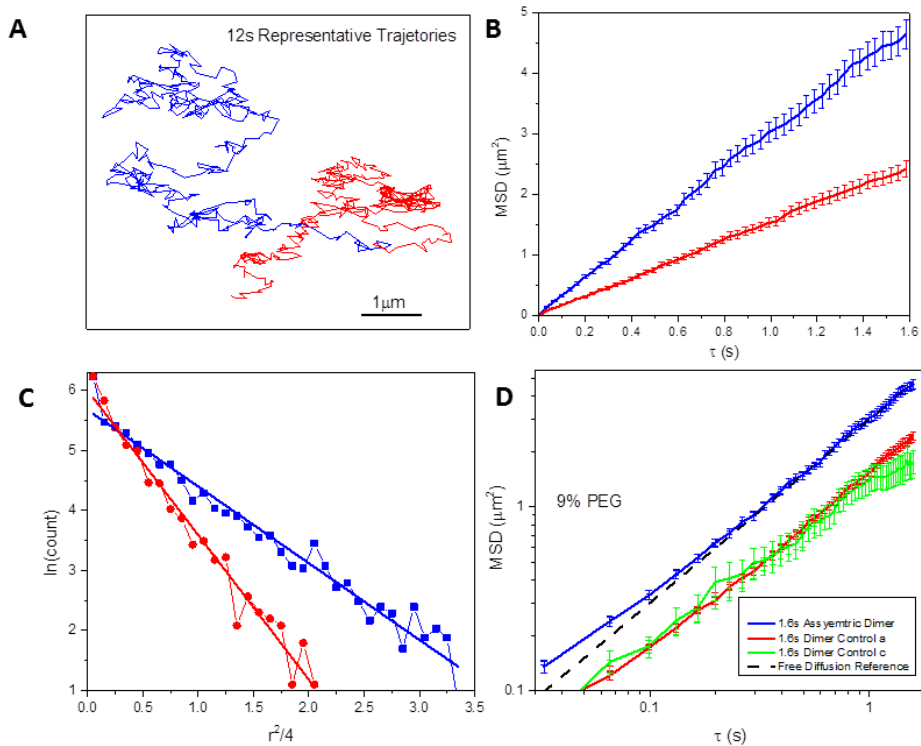 A
12s Representative Trajetories
1μm
B
MSD (μm²)
5
4
3
2
1
0
0.0 0.2 0.4 0.6 0.8 1.0 1.2 1.4 1.6
τ (s)
C
ln(count)
6
5
4
3
2
1
0.0 0.5 1.0 1.5 2.0 2.5 3.0 3.5
r²/4
D
MSD (μm²)
1
0.1
9% PEG
1.6s Assyemtric Dimer
1.6s Dimer Control a
1.6s Dimer Control c
Free Diffusion Reference
0.1 1
τ (s)